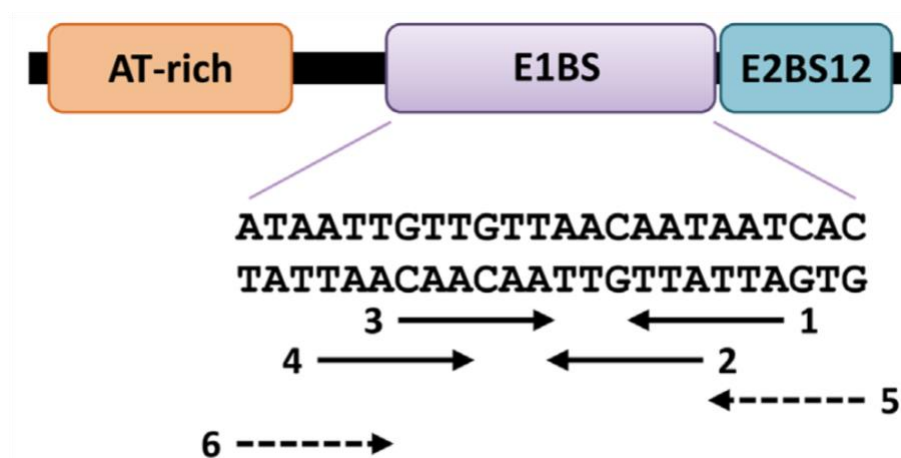 AT-rich E1BS E2BS12
ATAATTGTTGTTAACAATAATCAC
TATTAACAACAATTGTTATTAGTG
3 1
4 2
5
6